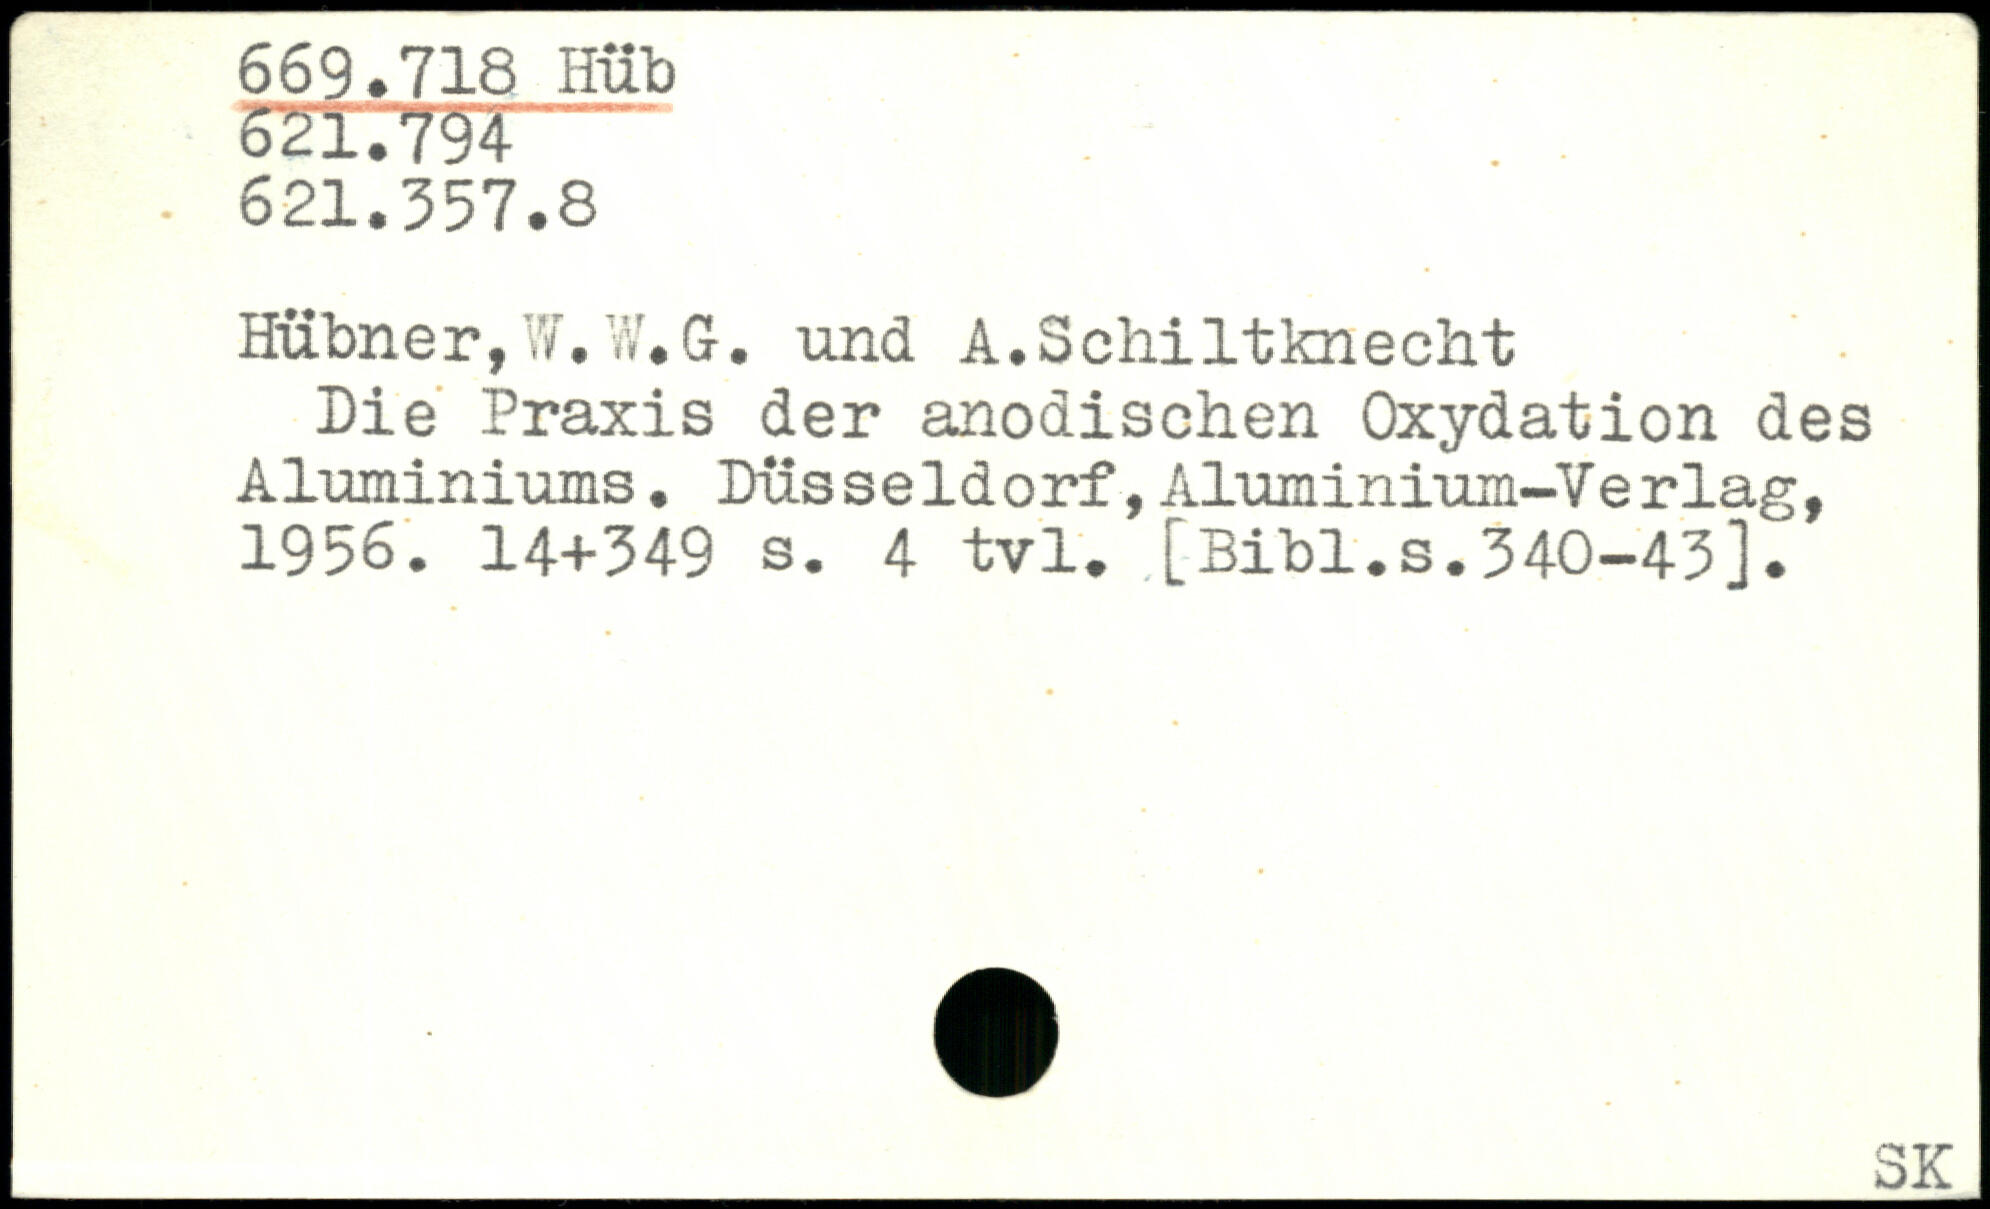 669.718 Hüb
621.794
621.357.8
Hübner,W.W.G. und A.Schiltknecht
Die Praxis der anodischen Oxydation des
Aluminiums. Düsseldorf,Aluminium-Verlag,
1956. 14+349 s. 4 tvl. [Bibl.s.340-43].
SK